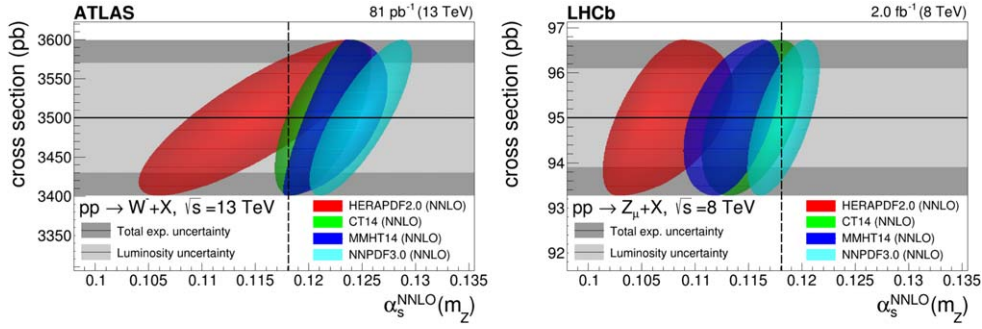 ATLAS 81 pb⁻¹ (13 TeV)
cross section (pb)
3600
3550
3500
3450
3400
3350
pp → W⁻+X, √s =13 TeV
Total exp. uncertainty
Luminosity uncertainty
HERAPDF2.0 (NNLO)
CT14 (NNLO)
MMHT14 (NNLO)
NNPDF3.0 (NNLO)
0.1 0.105 0.11 0.115 0.12 0.125 0.13 0.135
αₛᴺᴺᴸᴼ(m_Z)
LHCb 2.0 fb⁻¹ (8 TeV)
cross section (pb)
97
96
95
94
93
92
pp → Z_μ+X, √s =8 TeV
Total exp. uncertainty
Luminosity uncertainty
HERAPDF2.0 (NNLO)
CT14 (NNLO)
MMHT14 (NNLO)
NNPDF3.0 (NNLO)
0.1 0.105 0.11 0.115 0.12 0.125 0.13 0.135
αₛᴺᴺᴸᴼ(m_Z)